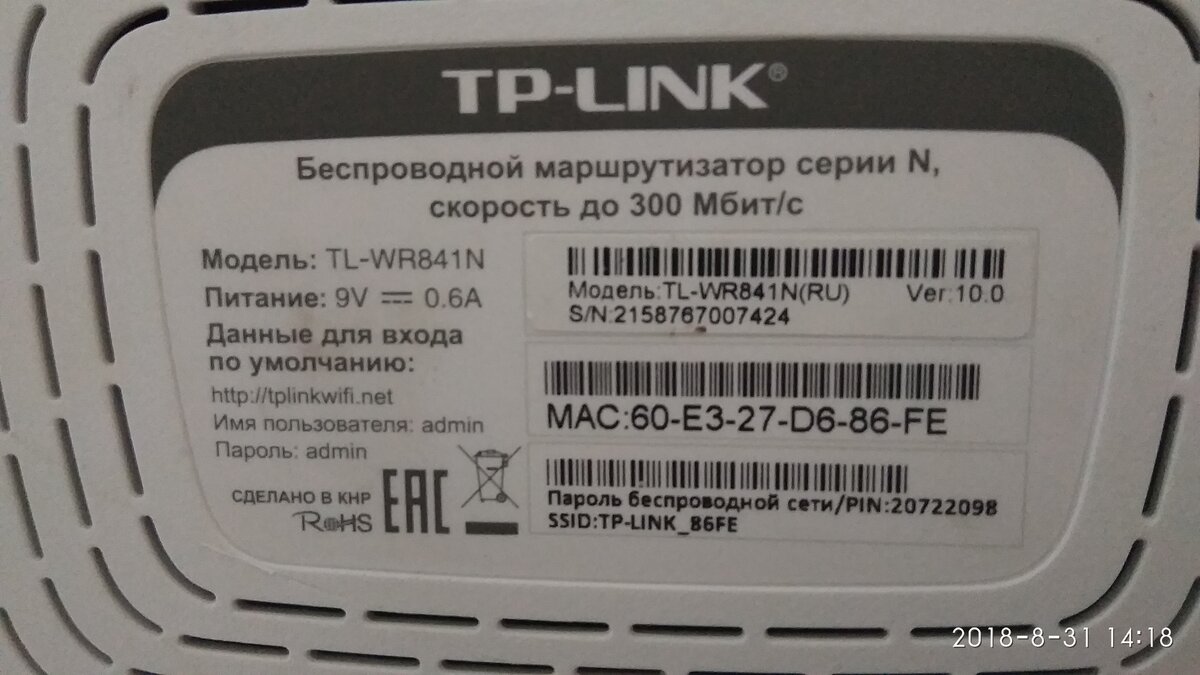 TP-LINK®
Беспроводной маршрутизатор серии N,
скорость до 300 Мбит/с
Модель: TL-WR841N
Питание: 9V ⎓ 0.6A
Данные для входа
по умолчанию:
http://tplinkwifi.net
Имя пользователя: admin
Пароль: admin
СДЕЛАНО В КНР
RoHS
EAC
Модель:TL-WR841N(RU) Ver:10.0
S/N:2158767007424
MAC:60-E3-27-D6-86-FE
Пароль беспроводной сети/PIN:20722098
SSID:TP-LINK_86FE
2018-8-31 14:18